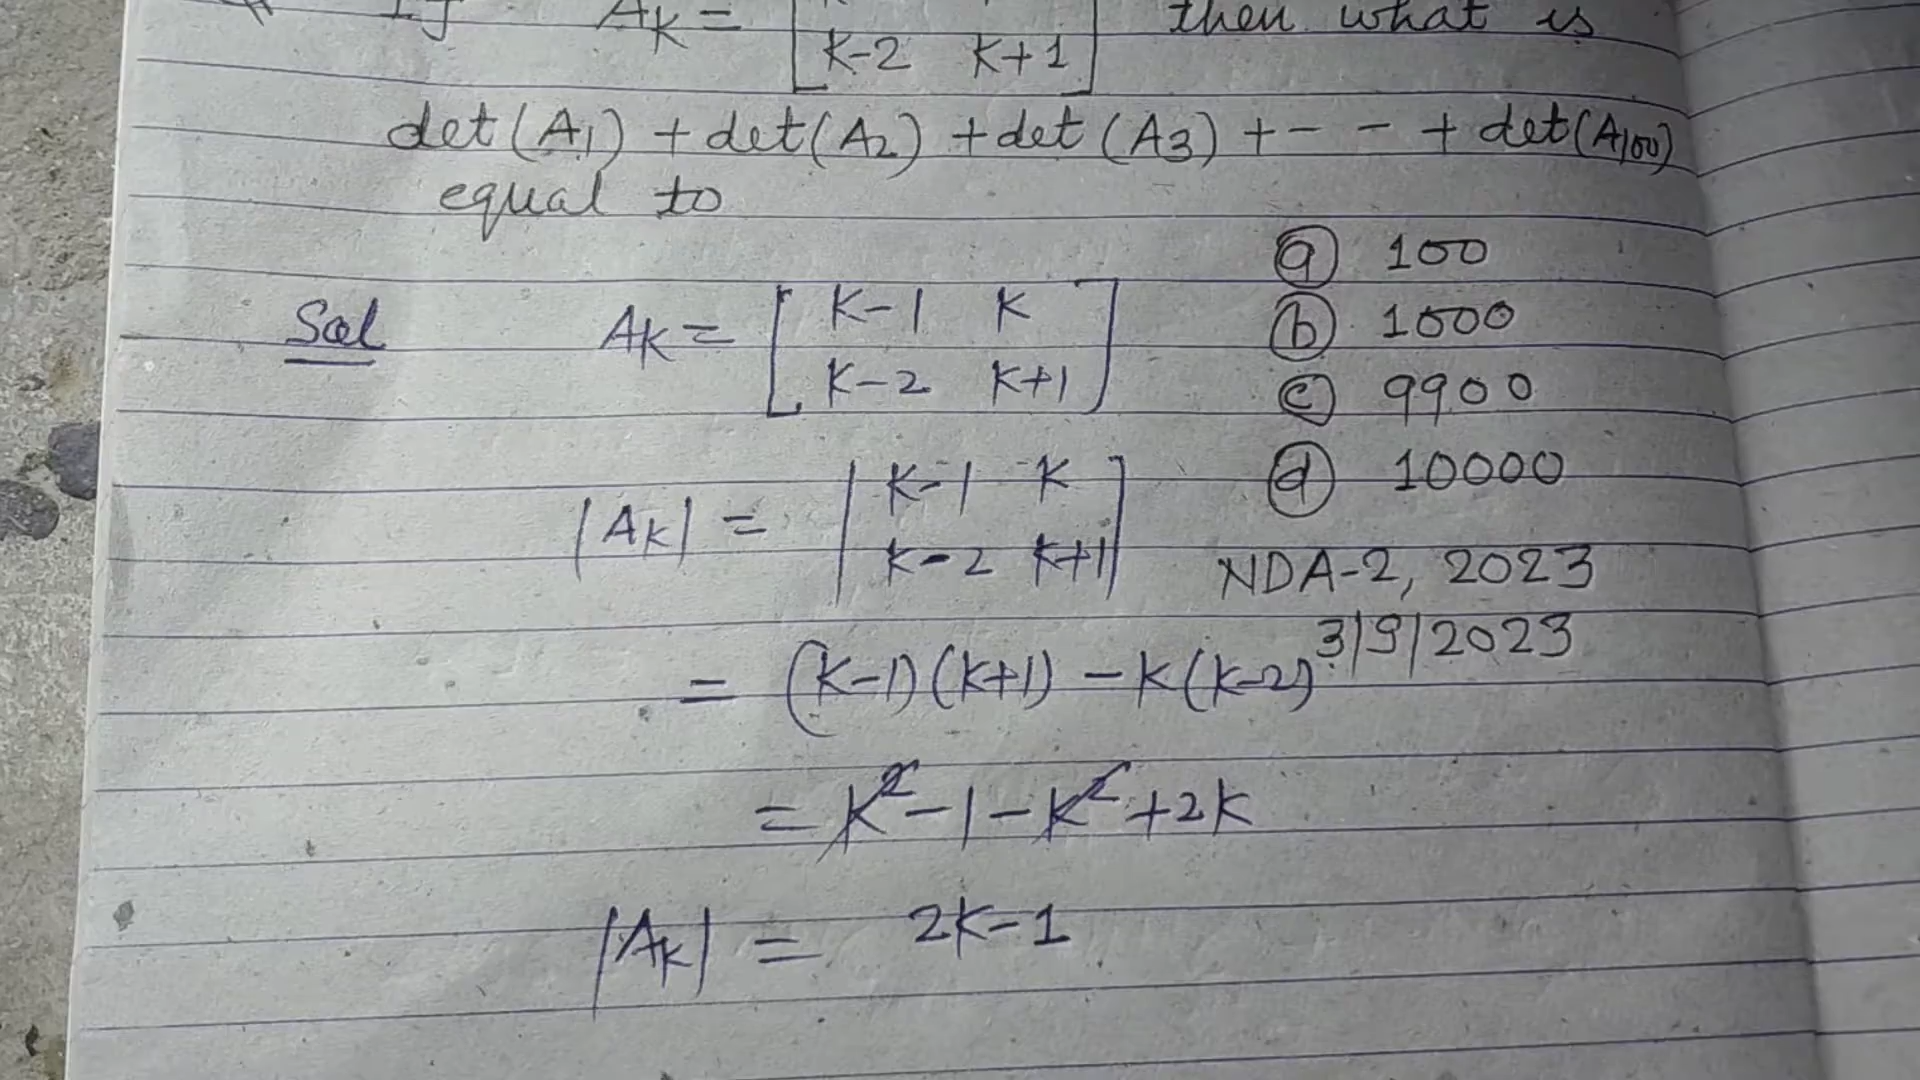 If AK = [ then what is
K-2 K+1 ]
det(A1) + det(A2) + det(A3) + - - + det(A100)
equal to
(a) 100
Sol AK = [ K-1 K
K-2 K+1 ]
(b) 1000
(c) 9900
(d) 10000
|AK| = | K-1 K
K-2 K+1 |
NDA-2, 2023
3/9/2023
= (K-1)(K+1) - K(K-2)
= K² - 1 - K² + 2K
|AK| = 2K-1